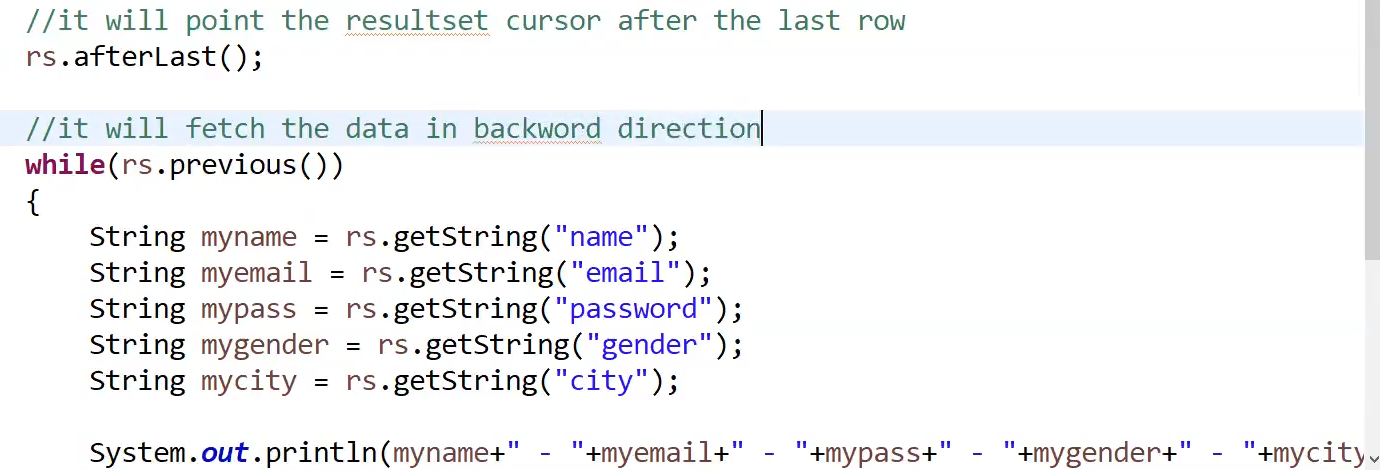 //it will point the resultset cursor after the last row
rs.afterLast();
//it will fetch the data in backword direction
while(rs.previous())
{
String myname = rs.getString("name");
String myemail = rs.getString("email");
String mypass = rs.getString("password");
String mygender = rs.getString("gender");
String mycity = rs.getString("city");
System.out.println(myname+" - "+myemail+" - "+mypass+" - "+mygender+" - "+mycity